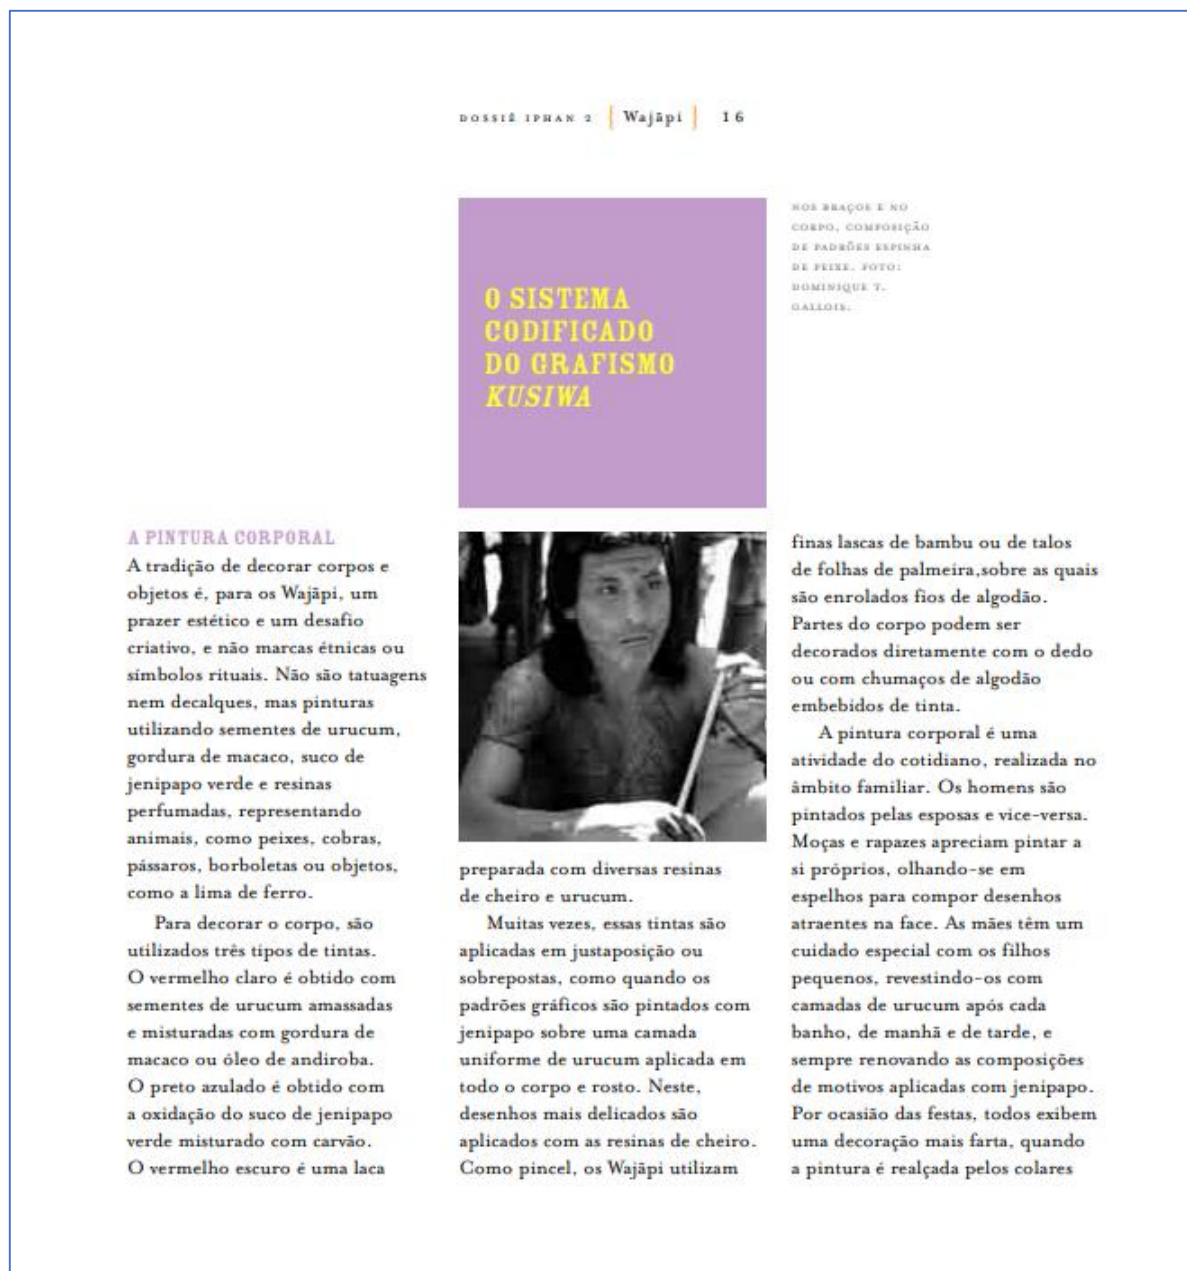 DOSSIÊ IPHAN 2 { Wajãpi } 16
O SISTEMA
CODIFICADO
DO GRAFISMO
KUSIWA
NOS BRAÇOS E NO
CORPO, COMPOSIÇÃO
DE PADRÕES ESPINHA
DE PEIXE. FOTO:
DOMINIQUE T.
GALLOIS.
A PINTURA CORPORAL
A tradição de decorar corpos e
objetos é, para os Wajãpi, um
prazer estético e um desafio
criativo, e não marcas étnicas ou
símbolos rituais. Não são tatuagens
nem decalques, mas pinturas
utilizando sementes de urucum,
gordura de macaco, suco de
jenipapo verde e resinas
perfumadas, representando
animais, como peixes, cobras,
pássaros, borboletas ou objetos,
como a lima de ferro.
Para decorar o corpo, são
utilizados três tipos de tintas.
O vermelho claro é obtido com
sementes de urucum amassadas
e misturadas com gordura de
macaco ou óleo de andiroba.
O preto azulado é obtido com
a oxidação do suco de jenipapo
verde misturado com carvão.
O vermelho escuro é uma laca
preparada com diversas resinas
de cheiro e urucum.
Muitas vezes, essas tintas são
aplicadas em justaposição ou
sobrepostas, como quando os
padrões gráficos são pintados com
jenipapo sobre uma camada
uniforme de urucum aplicada em
todo o corpo e rosto. Neste,
desenhos mais delicados são
aplicados com as resinas de cheiro.
Como pincel, os Wajãpi utilizam
finas lascas de bambu ou de talos
de folhas de palmeira,sobre as quais
são enrolados fios de algodão.
Partes do corpo podem ser
decorados diretamente com o dedo
ou com chumaços de algodão
embebidos de tinta.
A pintura corporal é uma
atividade do cotidiano, realizada no
âmbito familiar. Os homens são
pintados pelas esposas e vice-versa.
Moças e rapazes apreciam pintar a
si próprios, olhando-se em
espelhos para compor desenhos
atraentes na face. As mães têm um
cuidado especial com os filhos
pequenos, revestindo-os com
camadas de urucum após cada
banho, de manhã e de tarde, e
sempre renovando as composições
de motivos aplicadas com jenipapo.
Por ocasião das festas, todos exibem
uma decoração mais farta, quando
a pintura é realçada pelos colares